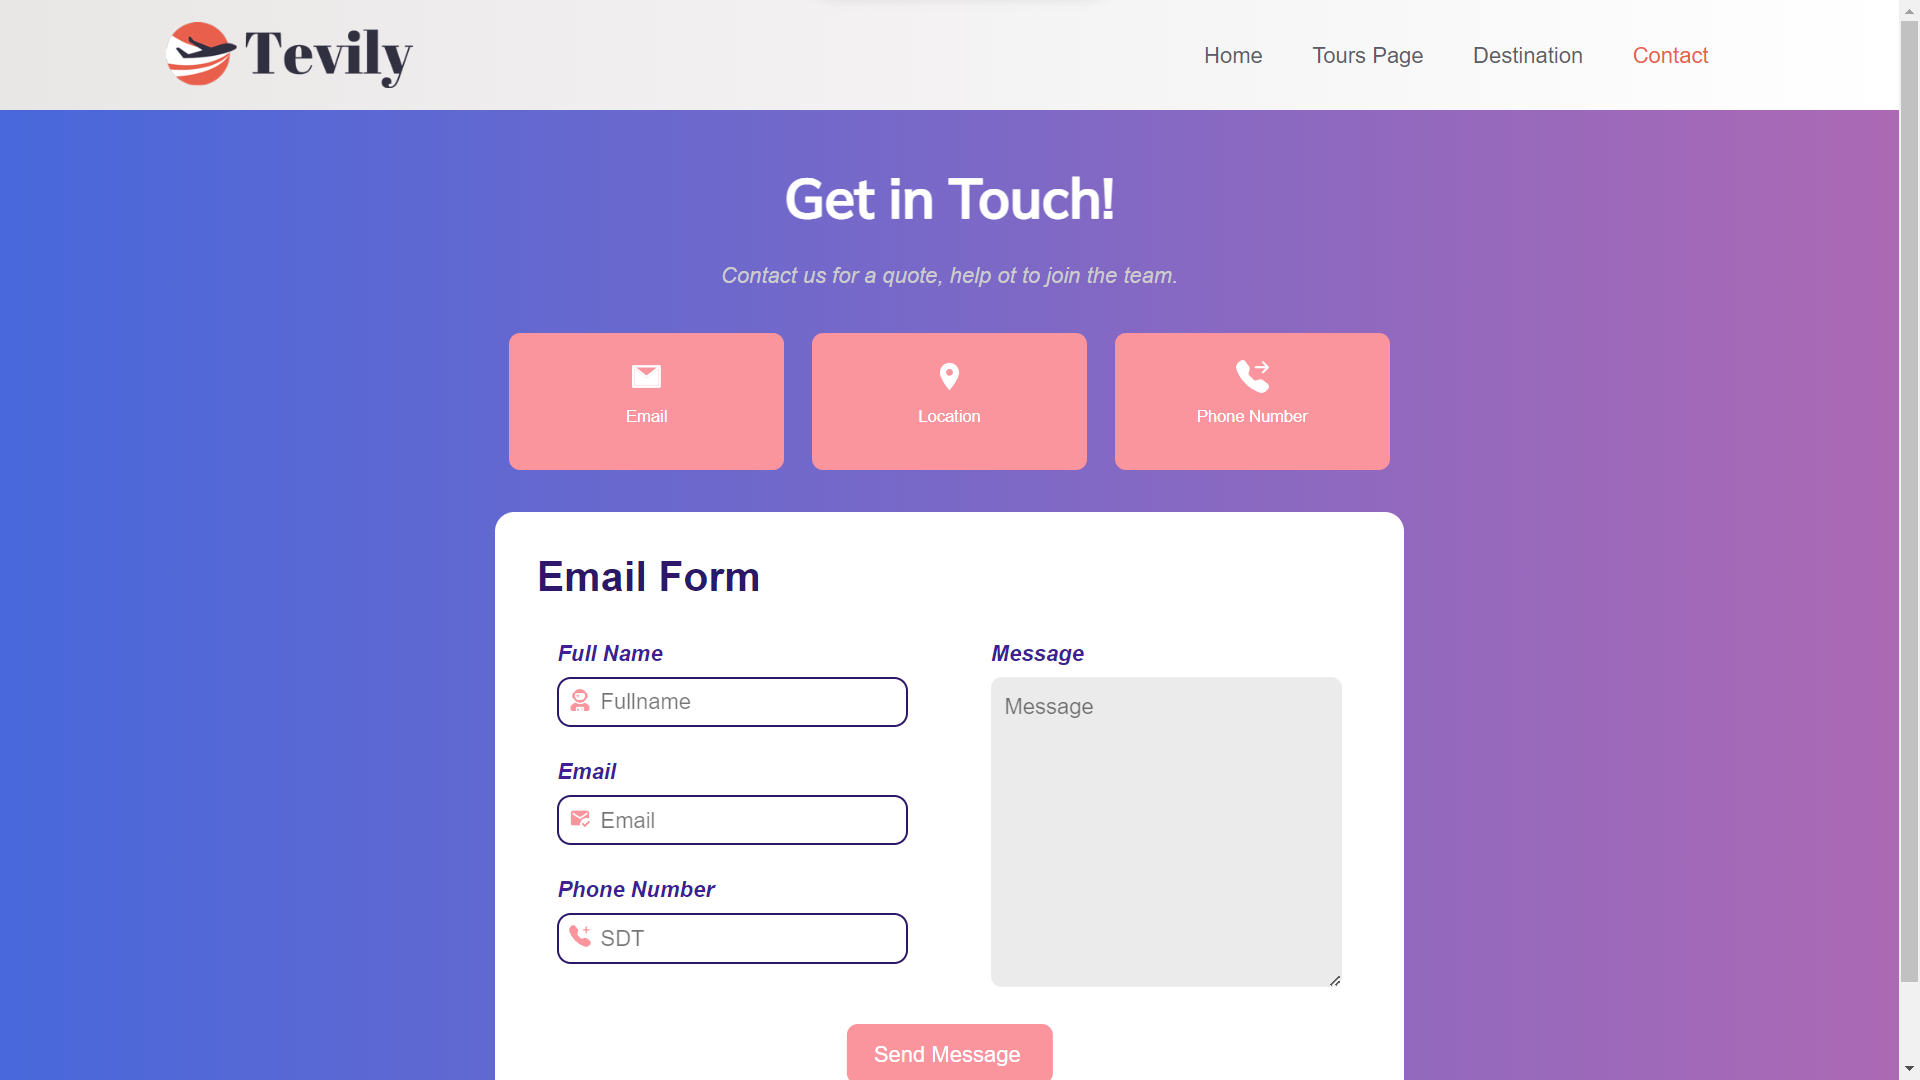 Tevily
Home Tours Page Destination Contact
Get in Touch!
Contact us for a quote, help ot to join the team.
Email
Location
Phone Number
Email Form
Full Name
Fullname
Email
Email
Phone Number
SDT
Message
Message
Send Message